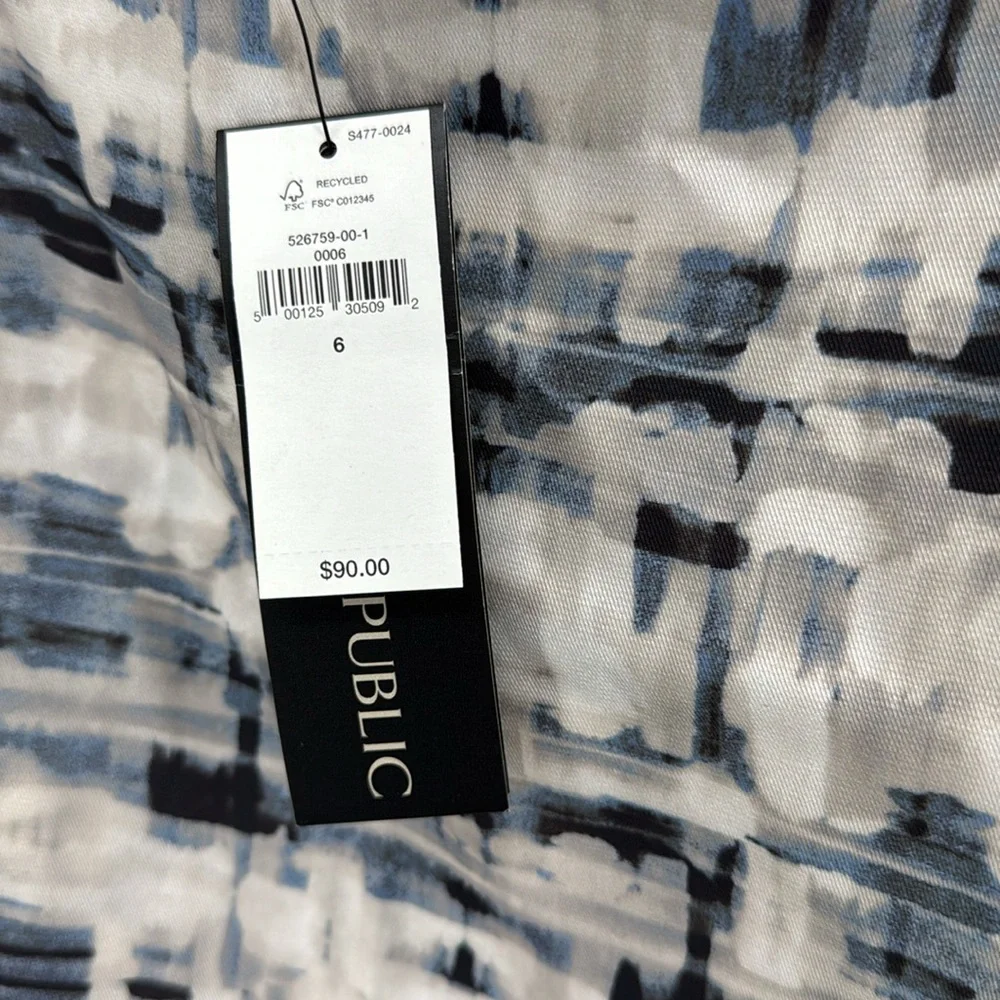 S477-0024
RECYCLED
FSC FSC® C012345
526759-00-1
0006
5 00125 30509 2
6
$90.00
PUBLIC